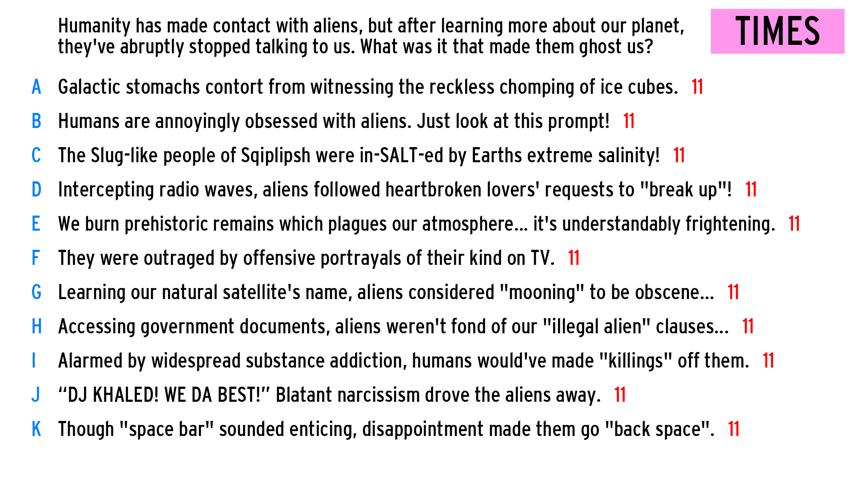 Humanity has made contact with aliens, but after learning more about our planet,
they've abruptly stopped talking to us. What was it that made them ghost us?
TIMES
A Galactic stomachs contort from witnessing the reckless chomping of ice cubes. 11
B Humans are annoyingly obsessed with aliens. Just look at this prompt! 11
C The Slug-like people of Sqiplipsh were in-SALT-ed by Earths extreme salinity! 11
D Intercepting radio waves, aliens followed heartbroken lovers' requests to "break up"! 11
E We burn prehistoric remains which plagues our atmosphere... it's understandably frightening. 11
F They were outraged by offensive portrayals of their kind on TV. 11
G Learning our natural satellite's name, aliens considered "mooning" to be obscene... 11
H Accessing government documents, aliens weren't fond of our "illegal alien" clauses... 11
I Alarmed by widespread substance addiction, humans would've made "killings" off them. 11
J “DJ KHALED! WE DA BEST!” Blatant narcissism drove the aliens away. 11
K Though "space bar" sounded enticing, disappointment made them go "back space". 11